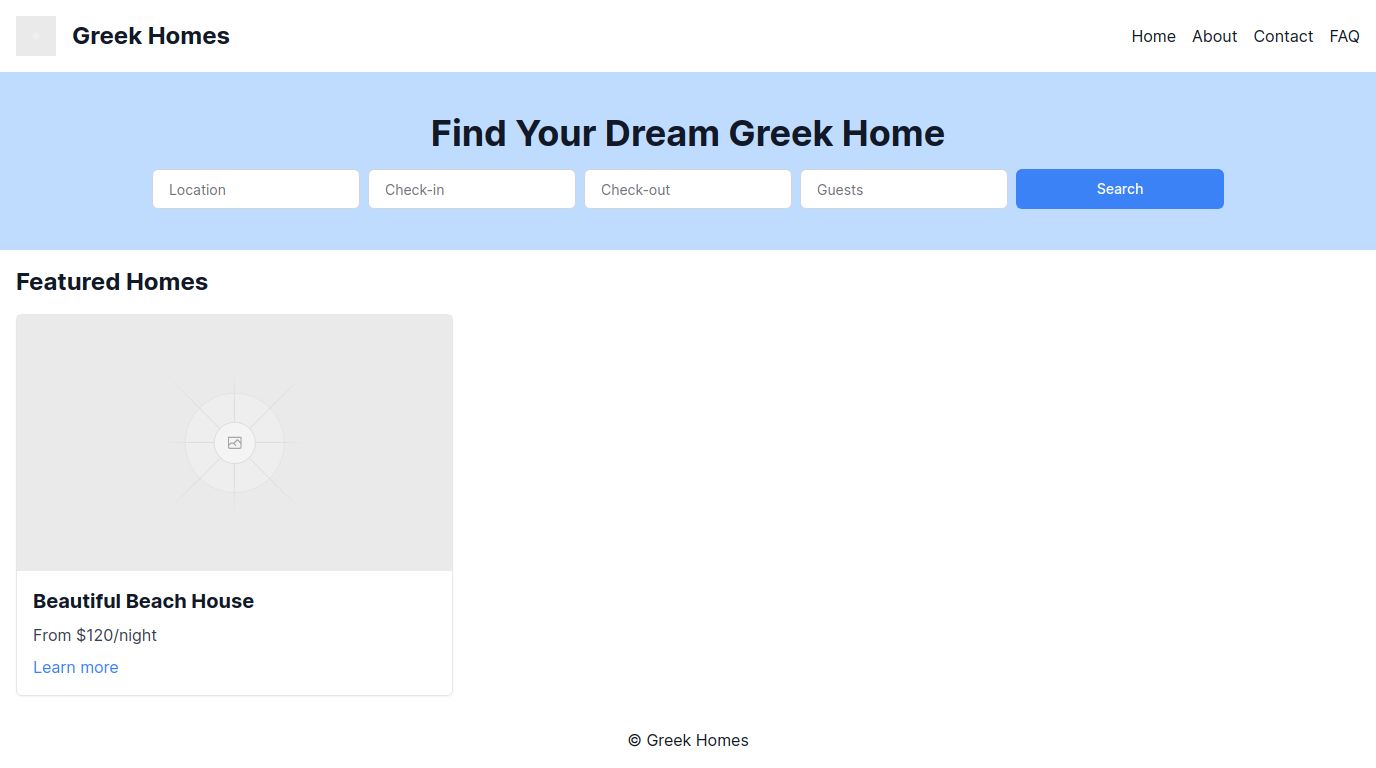 Greek Homes
Home About Contact FAQ
Find Your Dream Greek Home
Location Check-in Check-out Guests Search
Featured Homes
Beautiful Beach House
From $120/night
Learn more
© Greek Homes